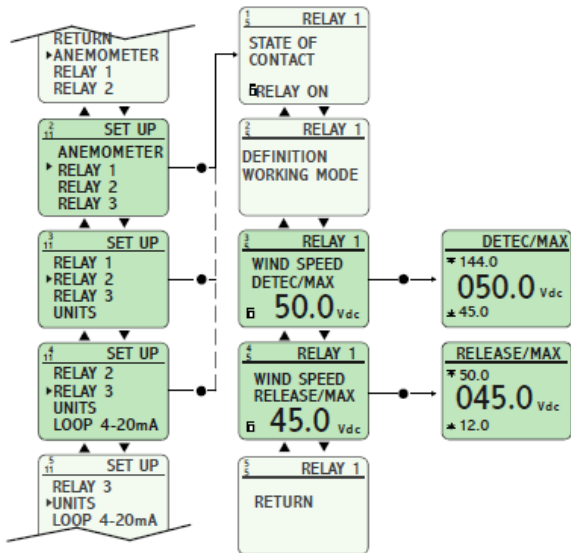 RETURN
▸ANEMOMETER
RELAY 1
RELAY 2
2/11 SET UP
ANEMOMETER
▸ RELAY 1
RELAY 2
RELAY 3
3/11 SET UP
RELAY 1
▸RELAY 2
RELAY 3
UNITS
4/11 SET UP
RELAY 2
▸RELAY 3
UNITS
LOOP 4-20mA
5/11 SET UP
RELAY 3
▸UNITS
LOOP 4-20mA
1/5 RELAY 1
STATE OF
CONTACT
RELAY ON
2/5 RELAY 1
DEFINITION
WORKING MODE
RELAY 1
WIND SPEED
DETEC/MAX
50.0 Vdc
4/5 RELAY 1
WIND SPEED
RELEASE/MAX
45.0 Vdc
5/5 RELAY 1
RETURN
DETEC/MAX
144.0
050.0 Vdc
45.0
RELEASE/MAX
50.0
045.0 Vdc
12.0